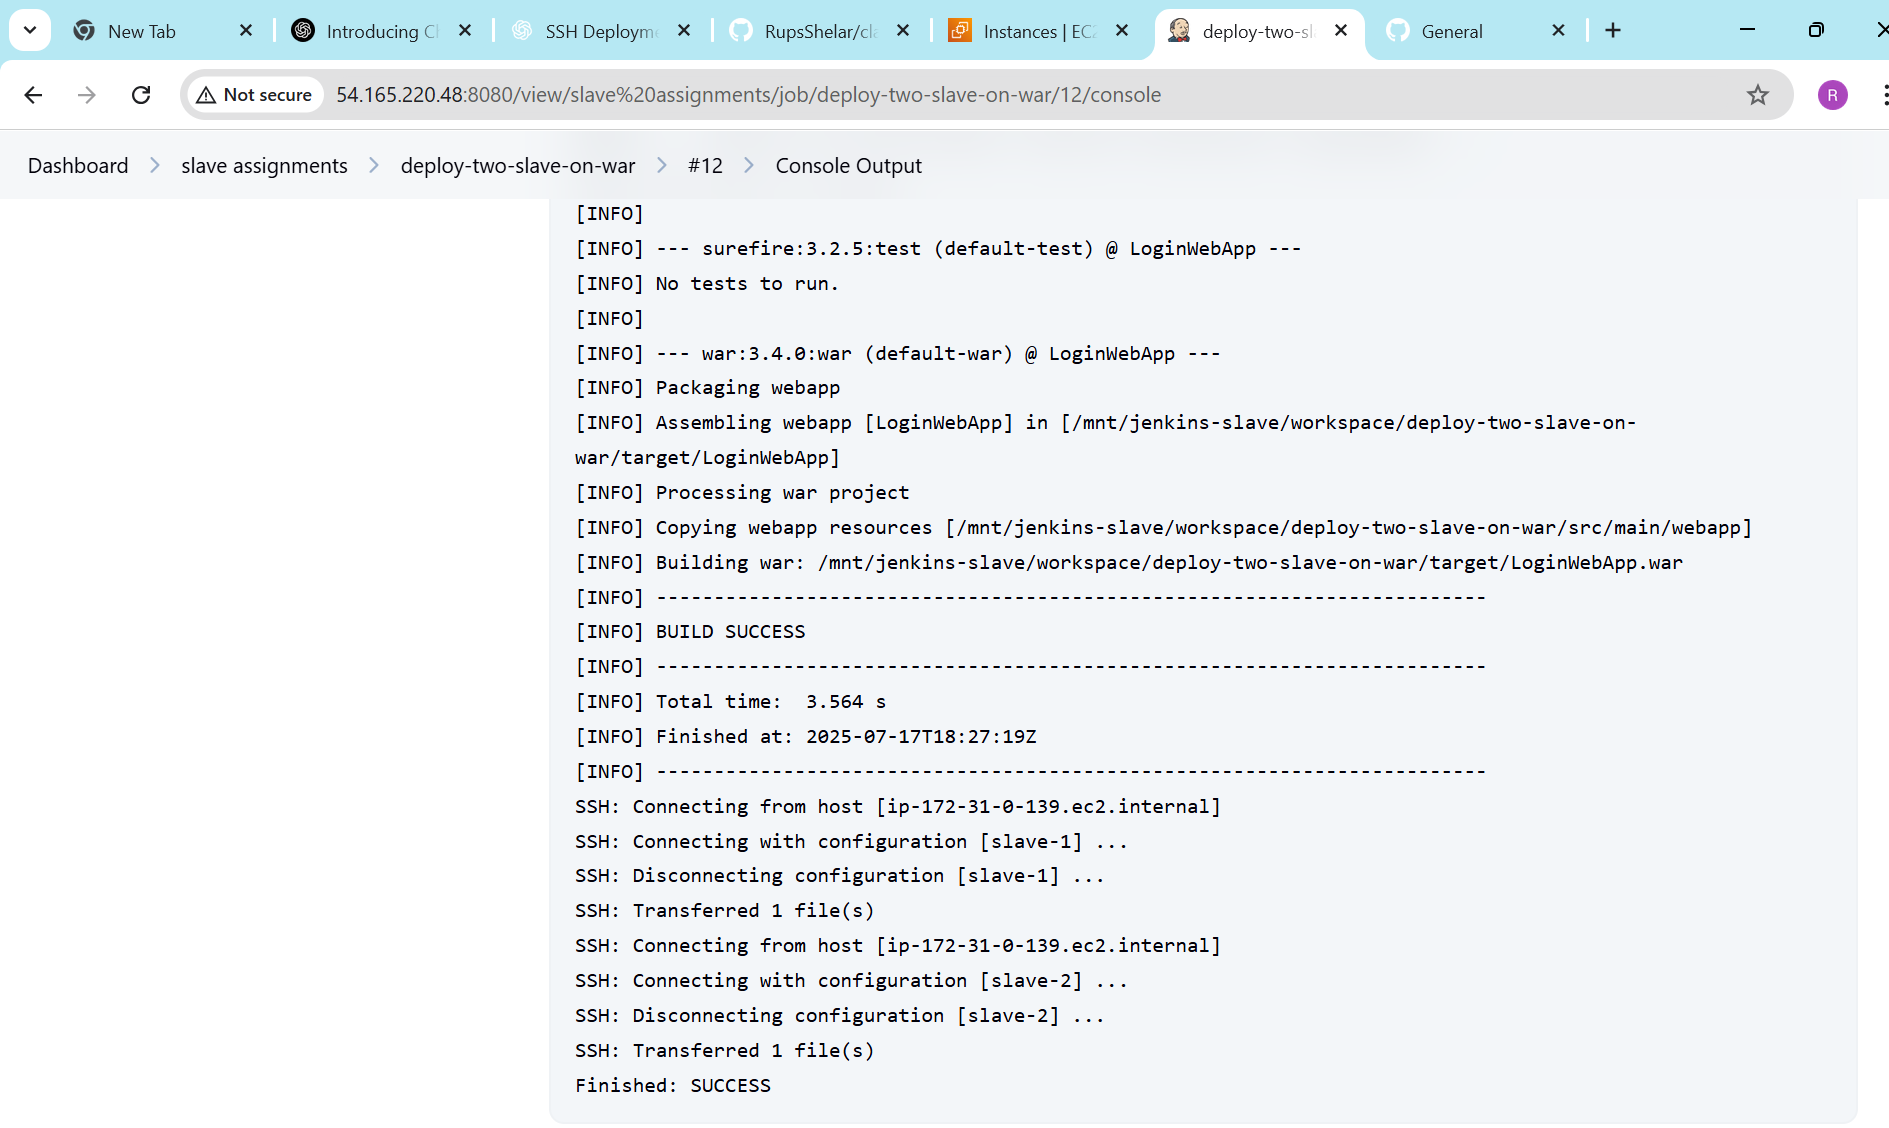 New Tab
Introducing Ch
SSH Deployme
RupsShelar/cla
Instances | EC2
deploy-two-sla
General
Not secure
54.165.220.48:8080/view/slave%20assignments/job/deploy-two-slave-on-war/12/console
R
Dashboard > slave assignments > deploy-two-slave-on-war > #12 > Console Output
[INFO]
[INFO] --- surefire:3.2.5:test (default-test) @ LoginWebApp ---
[INFO] No tests to run.
[INFO]
[INFO] --- war:3.4.0:war (default-war) @ LoginWebApp ---
[INFO] Packaging webapp
[INFO] Assembling webapp [LoginWebApp] in [/mnt/jenkins-slave/workspace/deploy-two-slave-on-
war/target/LoginWebApp]
[INFO] Processing war project
[INFO] Copying webapp resources [/mnt/jenkins-slave/workspace/deploy-two-slave-on-war/src/main/webapp]
[INFO] Building war: /mnt/jenkins-slave/workspace/deploy-two-slave-on-war/target/LoginWebApp.war
[INFO] ------------------------------------------------------------------------
[INFO] BUILD SUCCESS
[INFO] ------------------------------------------------------------------------
[INFO] Total time:  3.564 s
[INFO] Finished at: 2025-07-17T18:27:19Z
[INFO] ------------------------------------------------------------------------
SSH: Connecting from host [ip-172-31-0-139.ec2.internal]
SSH: Connecting with configuration [slave-1] ...
SSH: Disconnecting configuration [slave-1] ...
SSH: Transferred 1 file(s)
SSH: Connecting from host [ip-172-31-0-139.ec2.internal]
SSH: Connecting with configuration [slave-2] ...
SSH: Disconnecting configuration [slave-2] ...
SSH: Transferred 1 file(s)
Finished: SUCCESS